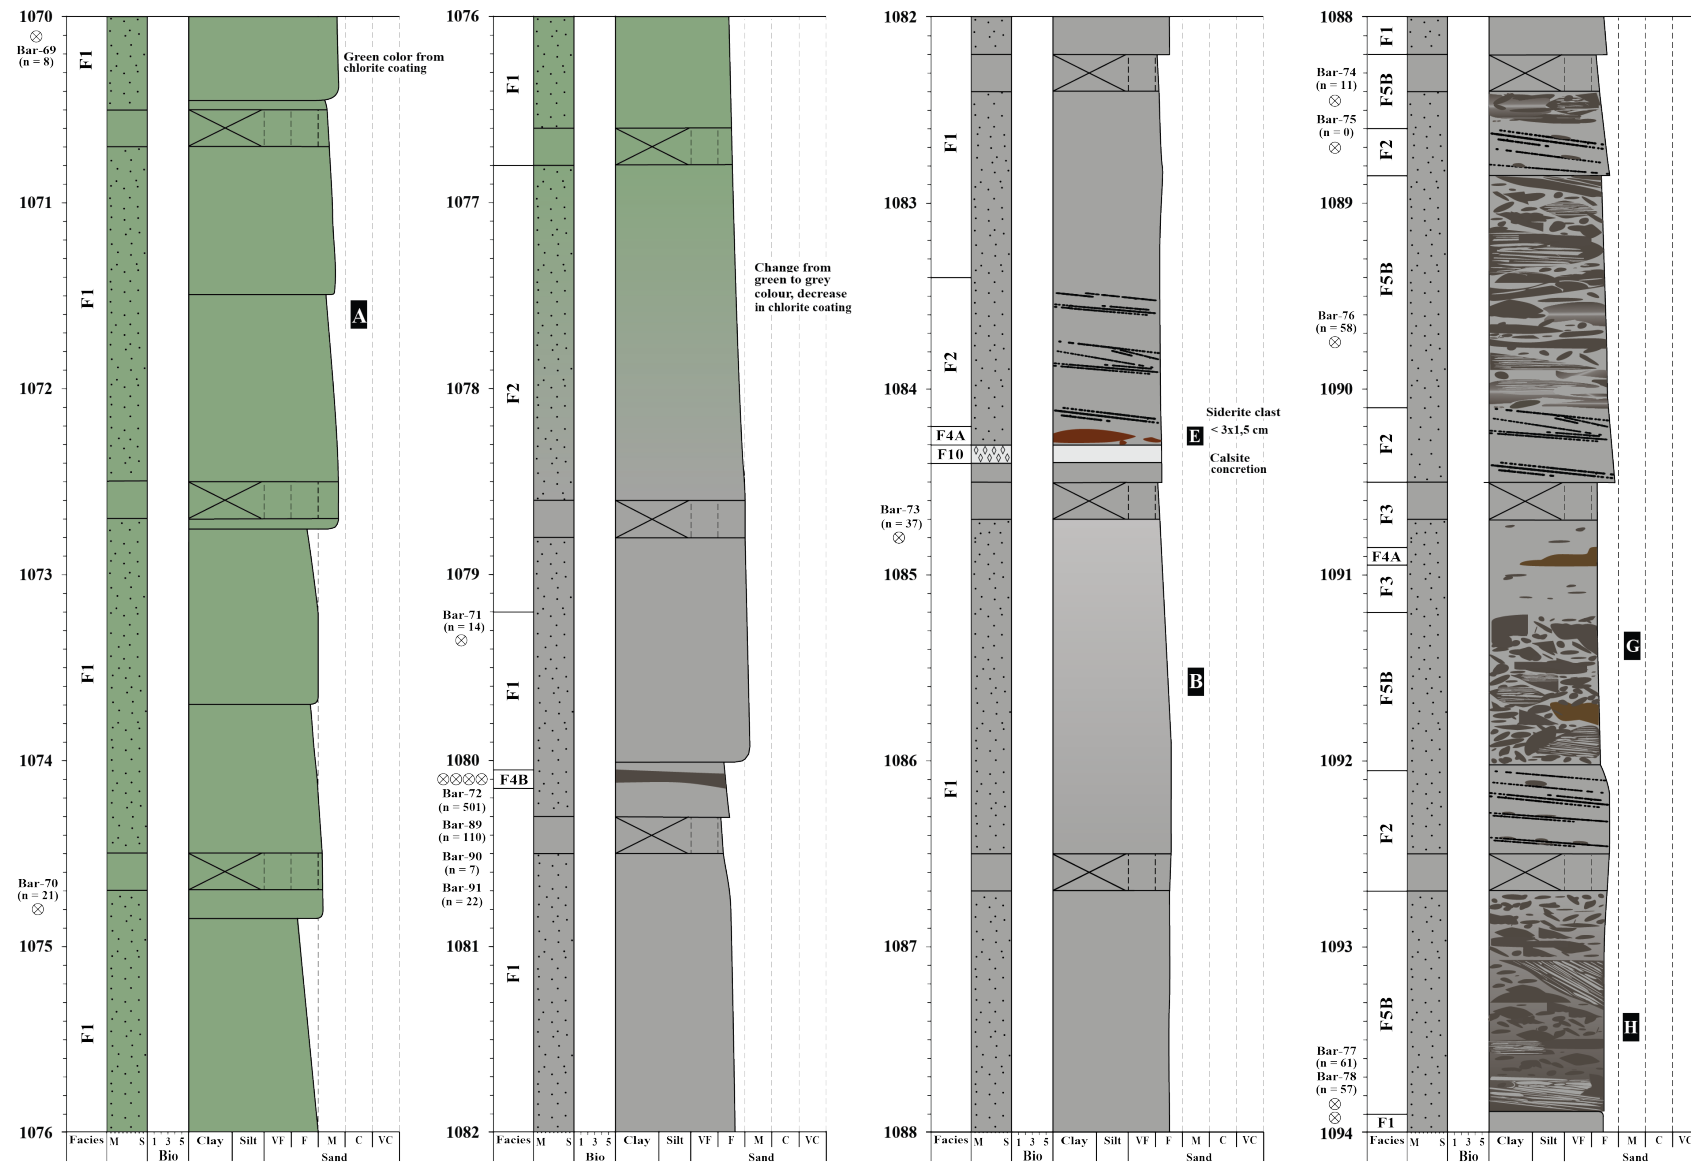 1070
Bar-69
(n = 8)
F1
Green color from
chlorite coating
1071
F1
A
1072
1073
F1
1074
Bar-70
(n = 21)
1075
F1
1076
Facies
M
S
1 3 5
Bio
Clay
Silt
VF
F
M
C
VC
Sand
1076
F1
1077
Change from
green to grey
colour, decrease
in chlorite coating
1078
F2
1079
Bar-71
(n = 14)
F1
1080
F4B
Bar-72
(n = 501)
Bar-89
(n = 110)
Bar-90
(n = 7)
Bar-91
(n = 22)
1081
F1
1082
Facies
M
S
1 3 5
Bio
Clay
Silt
VF
F
M
C
VC
Sand
1082
F1
1083
F2
1084
F4A
E
Siderite clast
< 3x1,5 cm
F10
Calsite
concretion
Bar-73
(n = 37)
1085
B
1086
F1
1087
1088
Facies
M
S
1 3 5
Bio
Clay
Silt
VF
F
M
C
VC
Sand
1088
F1
Bar-74
(n = 11)
F5B
Bar-75
(n = 0)
F2
1089
F5B
Bar-76
(n = 58)
1090
F2
F3
F4A
1091
F3
G
F5B
1092
F2
1093
F5B
H
Bar-77
(n = 61)
Bar-78
(n = 57)
F1
1094
Facies
M
S
1 3 5
Bio
Clay
Silt
VF
F
M
C
VC
Sand